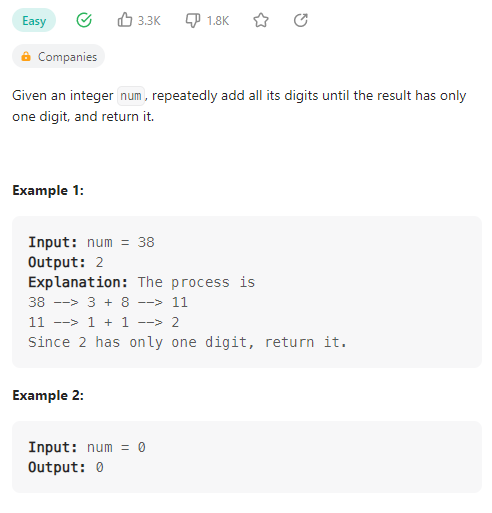 Easy 3.3K 1.8K
Companies
Given an integer num, repeatedly add all its digits until the result has only
one digit, and return it.
Example 1:
Input: num = 38
Output: 2
Explanation: The process is
38 --> 3 + 8 --> 11
11 --> 1 + 1 --> 2
Since 2 has only one digit, return it.
Example 2:
Input: num = 0
Output: 0